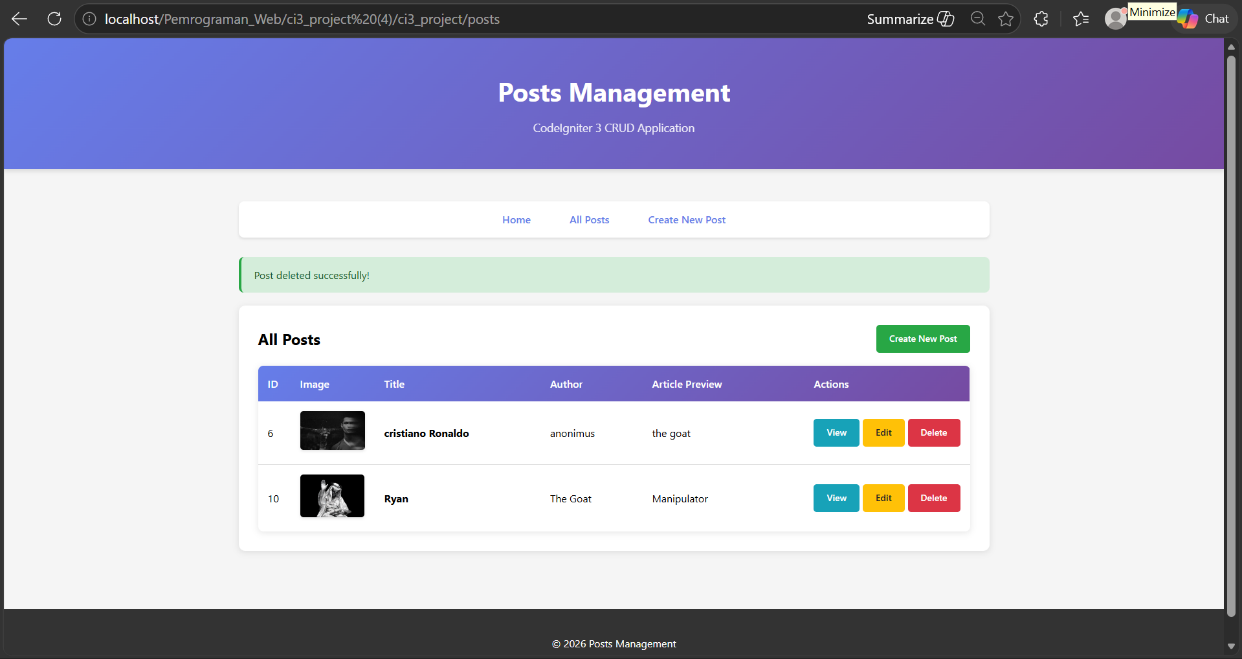 localhost/Pemrograman_Web/ci3_project%20(4)/ci3_project/posts Summarize Minimize Chat
Posts Management
CodeIgniter 3 CRUD Application
Home All Posts Create New Post
Post deleted successfully!
All Posts Create New Post
ID Image Title Author Article Preview Actions
6 cristiano Ronaldo anonimus the goat View Edit Delete
10 Ryan The Goat Manipulator View Edit Delete
© 2026 Posts Management